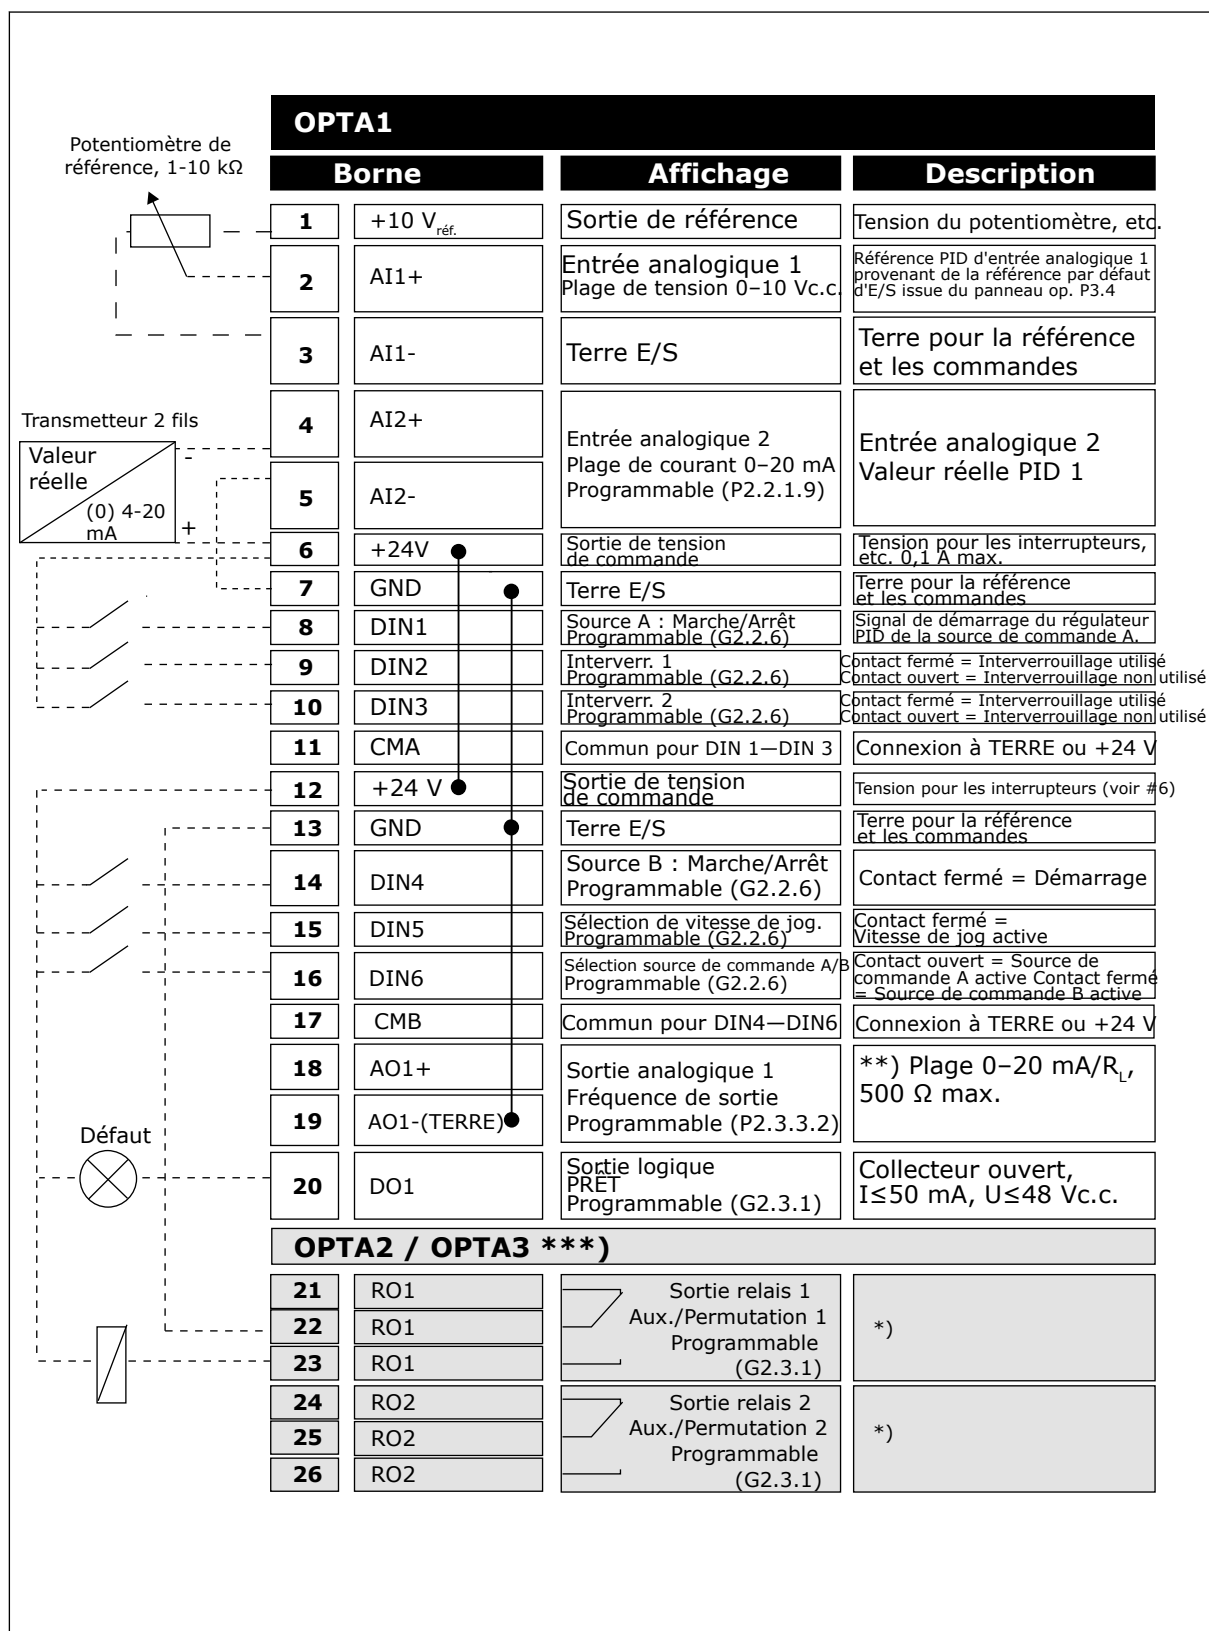 OPTA1
Potentiomètre de
référence, 1-10 kΩ
Borne
Affichage
Description
1
+10 Vréf.
Sortie de référence
Tension du potentiomètre, etc.
2
AI1+
Entrée analogique 1
Plage de tension 0–10 Vc.c.
Référence PID d'entrée analogique 1
provenant de la référence par défaut
d'E/S issue du panneau op. P3.4
3
AI1-
Terre E/S
Terre pour la référence
et les commandes
Transmetteur 2 fils
Valeur
réelle
(0) 4-20
mA
-
+
4
AI2+
5
AI2-
Entrée analogique 2
Plage de courant 0–20 mA
Programmable (P2.2.1.9)
Entrée analogique 2
Valeur réelle PID 1
6
+24V
Sortie de tension
de commande
Tension pour les interrupteurs,
etc. 0,1 A max.
7
GND
Terre E/S
Terre pour la référence
et les commandes
8
DIN1
Source A : Marche/Arrêt
Programmable (G2.2.6)
Signal de démarrage du régulateur
PID de la source de commande A.
9
DIN2
Interverr. 1
Programmable (G2.2.6)
Contact fermé = Interverrouillage utilisé
Contact ouvert = Interverrouillage non utilisé
10
DIN3
Interverr. 2
Programmable (G2.2.6)
Contact fermé = Interverrouillage utilisé
Contact ouvert = Interverrouillage non utilisé
11
CMA
Commun pour DIN 1—DIN 3
Connexion à TERRE ou +24 V
12
+24 V
Sortie de tension
de commande
Tension pour les interrupteurs (voir #6)
13
GND
Terre E/S
Terre pour la référence
et les commandes
14
DIN4
Source B : Marche/Arrêt
Programmable (G2.2.6)
Contact fermé = Démarrage
15
DIN5
Sélection de vitesse de jog.
Programmable (G2.2.6)
Contact fermé =
Vitesse de jog active
16
DIN6
Sélection source de commande A/B
Programmable (G2.2.6)
Contact ouvert = Source de
commande A active Contact fermé
= Source de commande B active
17
CMB
Commun pour DIN4—DIN6
Connexion à TERRE ou +24 V
18
AO1+
19
AO1-(TERRE)
Sortie analogique 1
Fréquence de sortie
Programmable (P2.3.3.2)
**) Plage 0–20 mA/RL,
500 Ω max.
Défaut
20
DO1
Sortie logique
PRÊT
Programmable (G2.3.1)
Collecteur ouvert,
I≤50 mA, U≤48 Vc.c.
OPTA2 / OPTA3 ***)
21
RO1
22
RO1
23
RO1
Sortie relais 1
Aux./Permutation 1
Programmable
(G2.3.1)
*)
24
RO2
25
RO2
26
RO2
Sortie relais 2
Aux./Permutation 2
Programmable
(G2.3.1)
*)